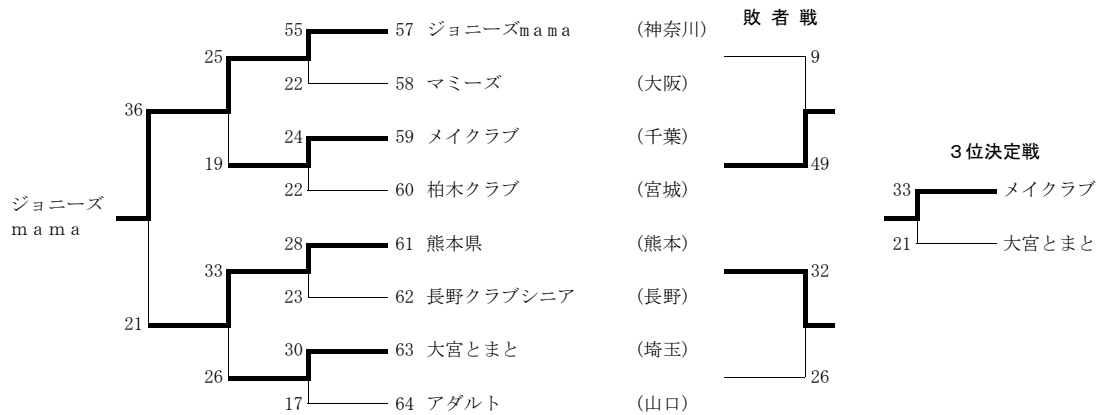 敗 者 戦
55 57 ジョニーズmama (神奈川)
25 9
22 58 マミーズ (大阪)
36
24 59 メイクラブ (千葉)
19 49
３位決定戦
22 60 柏木クラブ (宮城)
33 メイクラブ
ジョニーズ
mama
28 61 熊本県 (熊本)
21 大宮とまと
33 32
23 62 長野クラブシニア (長野)
21
30 63 大宮とまと (埼玉)
26 26
17 64 アダルト (山口)